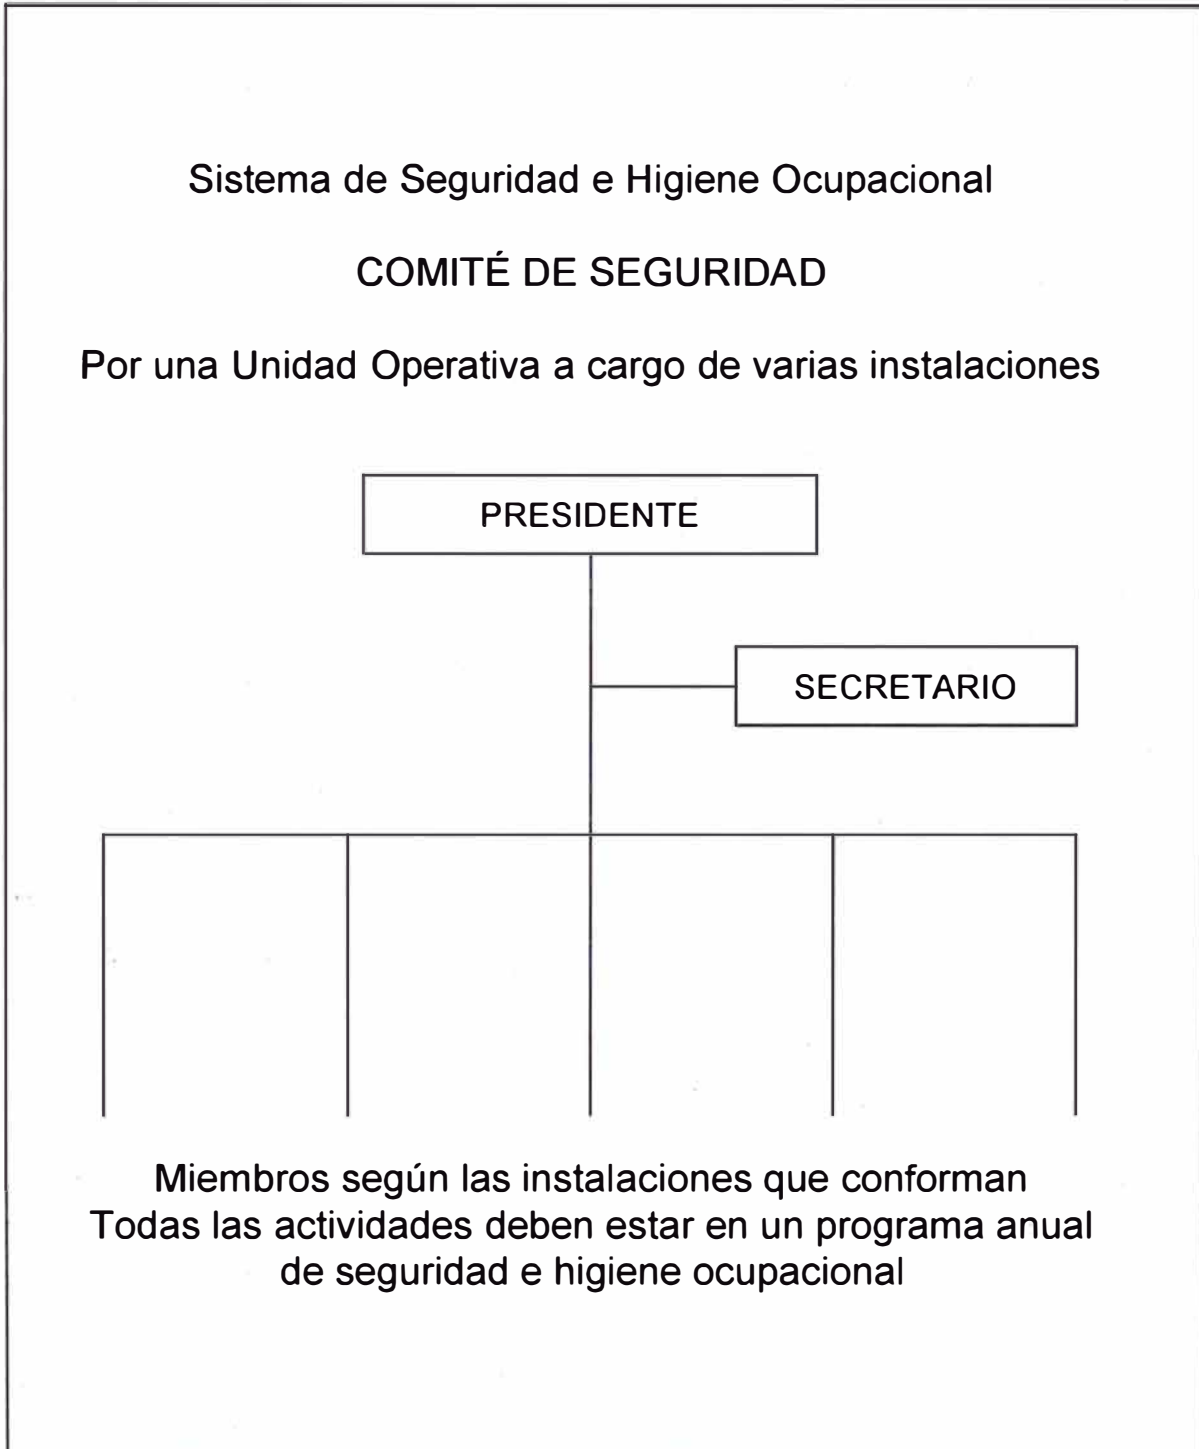 Sistema de Seguridad e Higiene Ocupacional
COMITÉ DE SEGURIDAD
Por una Unidad Operativa a cargo de varias instalaciones
PRESIDENTE
SECRETARIO
Miembros según las instalaciones que conforman
Todas las actividades deben estar en un programa anual
de seguridad e higiene ocupacional